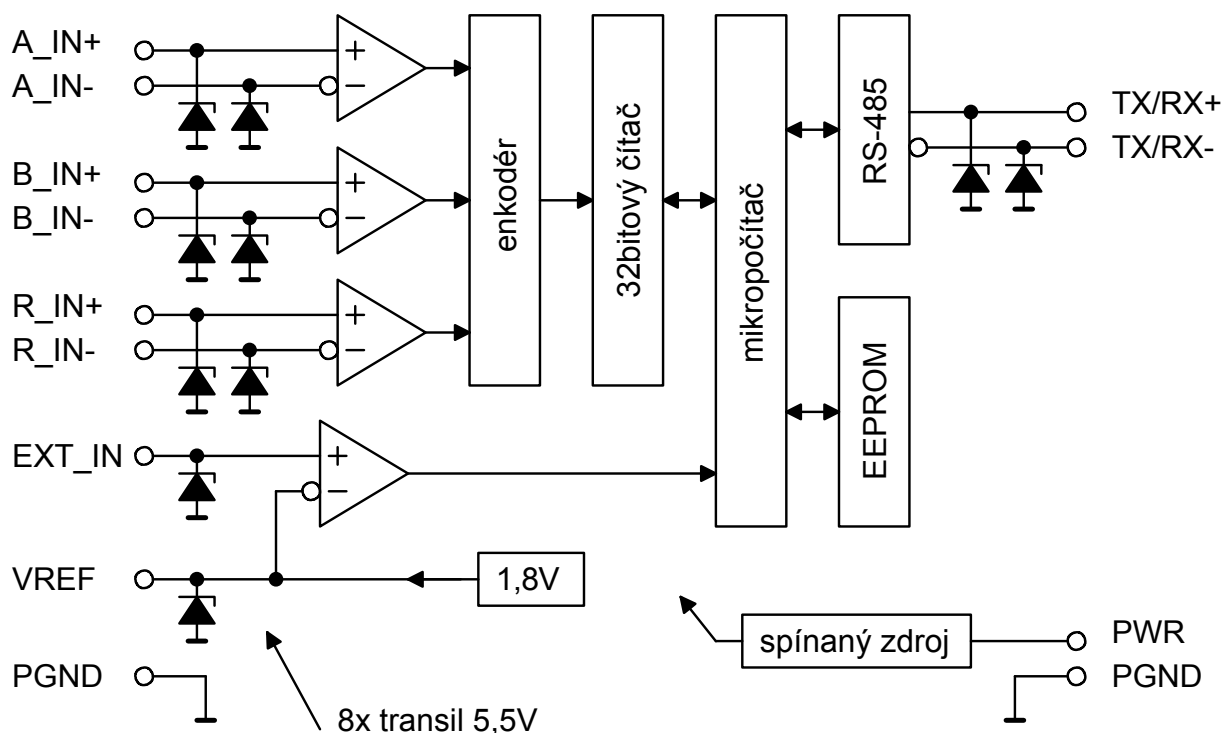 A_IN+
A_IN-
B_IN+
B_IN-
R_IN+
R_IN-
EXT_IN
VREF
PGND
+
−
+
−
+
−
+
−
enkodér
32bitový čítač
mikropočítač
RS-485
EEPROM
TX/RX+
TX/RX-
1,8V
spínaný zdroj
PWR
PGND
8x transil 5,5V